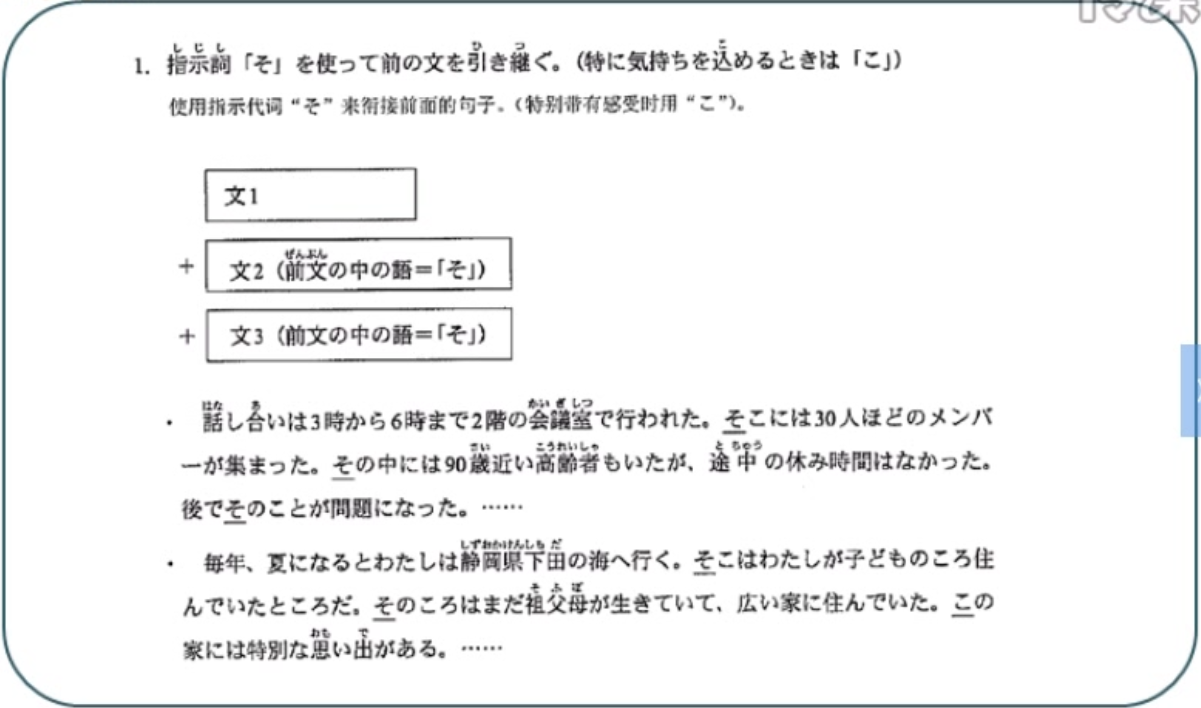 1. 指示詞「そ」を使って前の文を引き継ぐ。(特に気持ちを込めるときは「こ」)
使用指示代词“そ”来衔接前面的句子。(特别带有感受时用“こ”)。
文1
+ 文2 (前文の中の語=「そ」)
+ 文3 (前文の中の語=「そ」)
・ 話し合いは3時から6時まで2階の会議室で行われた。そこには30人ほどのメンバ
ーが集まった。その中には90歳近い高齢者もいたが、途中の休み時間はなかった。
後でそのことが問題になった。……
・ 毎年、夏になるとわたしは静岡県下田の海へ行く。そこはわたしが子どものころ住
んでいたところだ。そのころはまだ祖父母が生きていて、広い家に住んでいた。この
家には特別な思い出がある。……